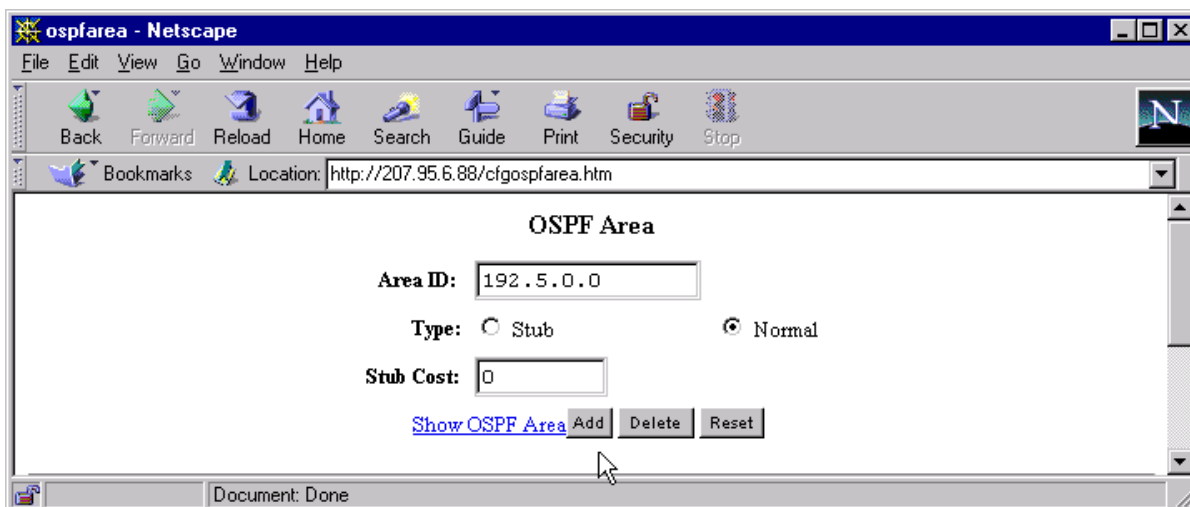 ospfarea - Netscape
File Edit View Go Window Help
Back Forward Reload Home Search Guide Print Security Stop
N
Bookmarks Location: http://207.95.6.88/cfgospfarea.htm
OSPF Area
Area ID: 192.5.0.0
Type: Stub Normal
Stub Cost: 0
Show OSPF Area Add Delete Reset
Document: Done